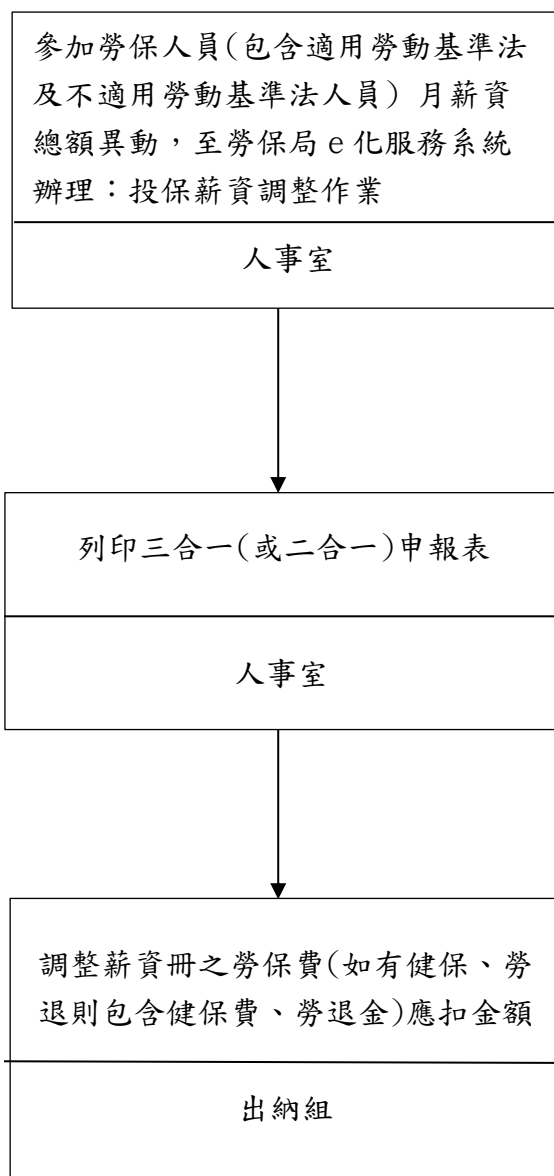 參加勞保人員(包含適用勞動基準法
及不適用勞動基準法人員) 月薪資
總額異動，至勞保局 e 化服務系統
辦理：投保薪資調整作業
人事室
列印三合一(或二合一)申報表
人事室
調整薪資冊之勞保費(如有健保、勞
退則包含健保費、勞退金)應扣金額
出納組